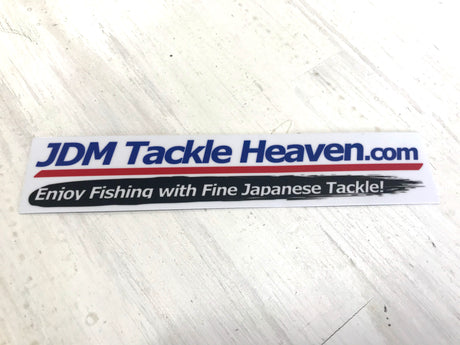 JDM Tackle Heaven.com
Enjoy Fishing with Fine Japanese Tackle!